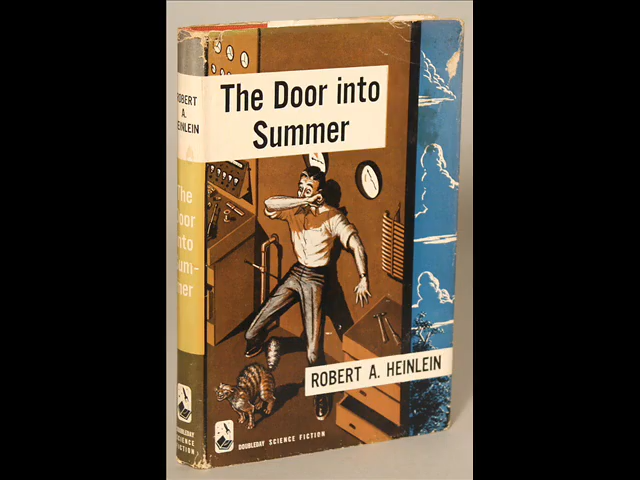 ROBERT
A.
HEINLEIN
The
Door
into
Sum-
mer
DOUBLEDAY
SCIENCE
FICTION
The Door into
Summer
ROBERT A. HEINLEIN
DOUBLEDAY SCIENCE FICTION